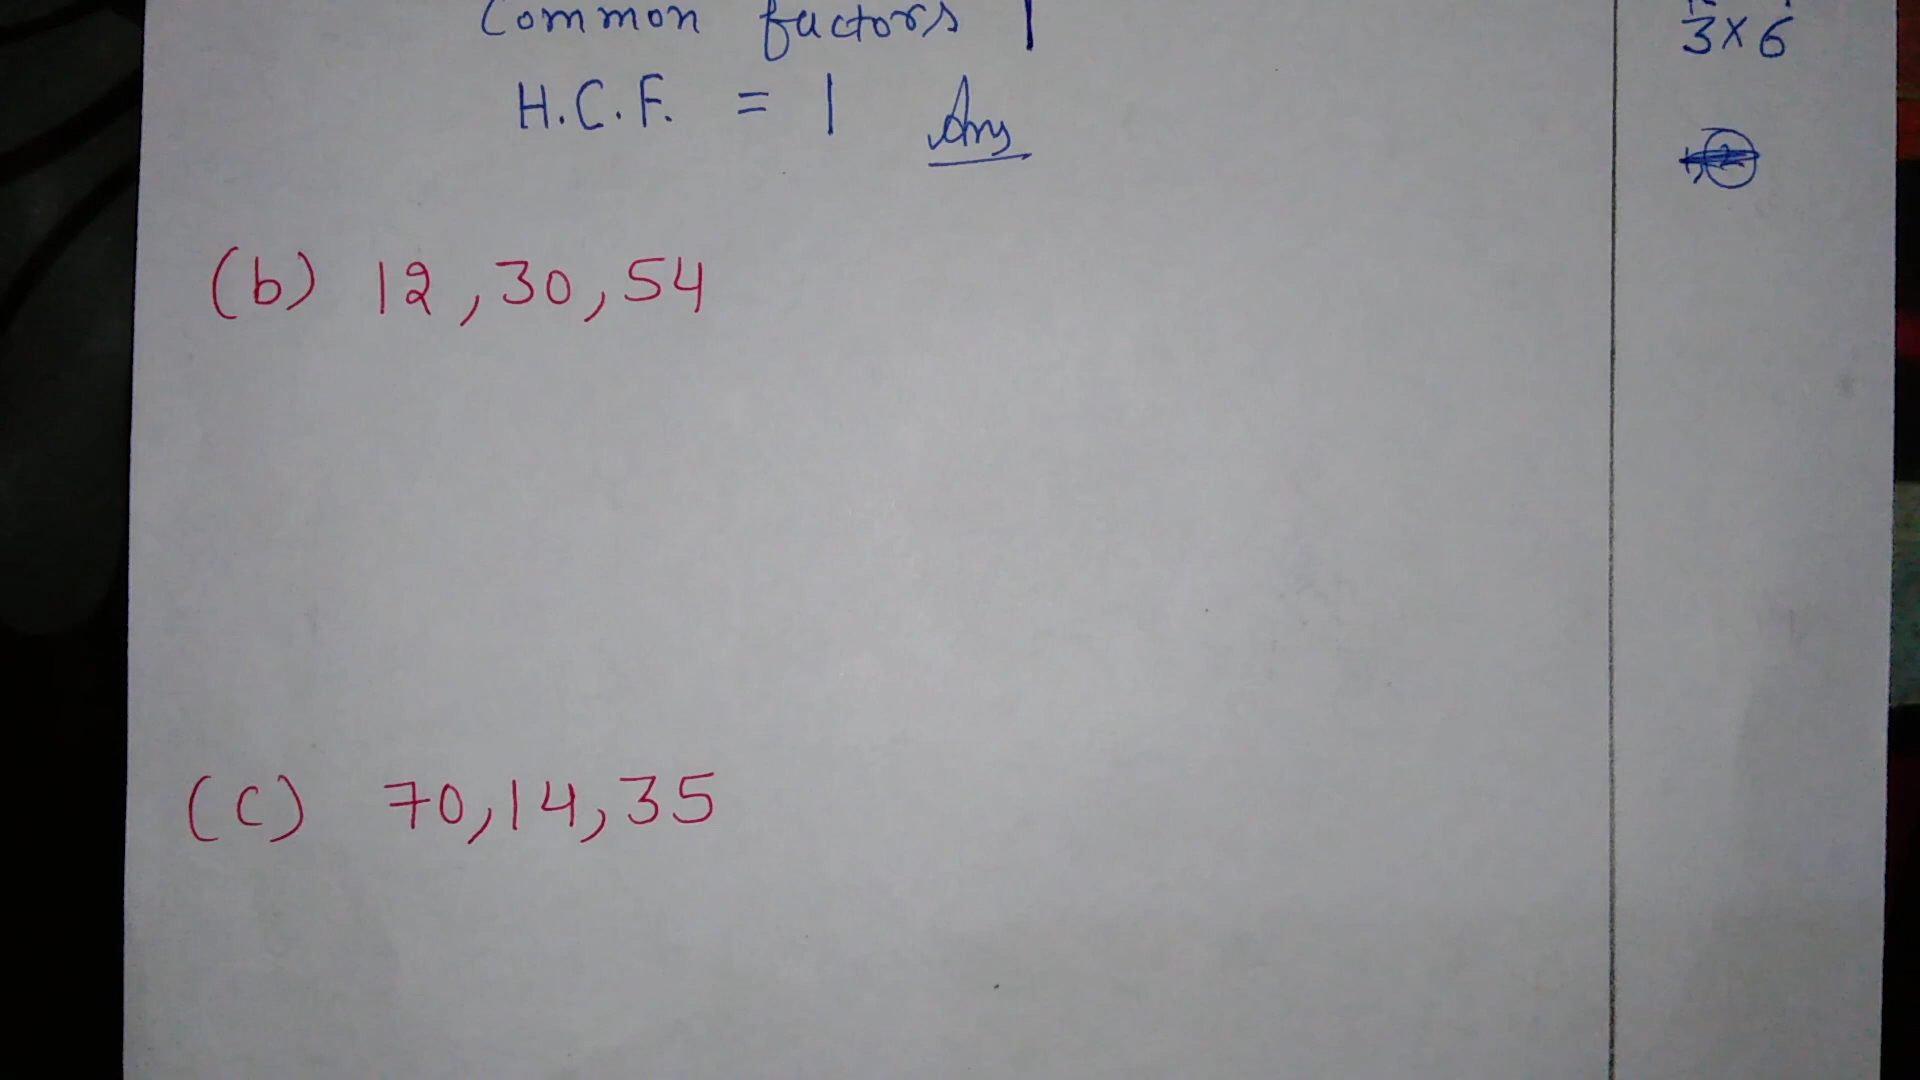 Common factors 1
H.C.F. = 1 Ans
3 x 6
(b) 12, 30, 54
(c) 70, 14, 35